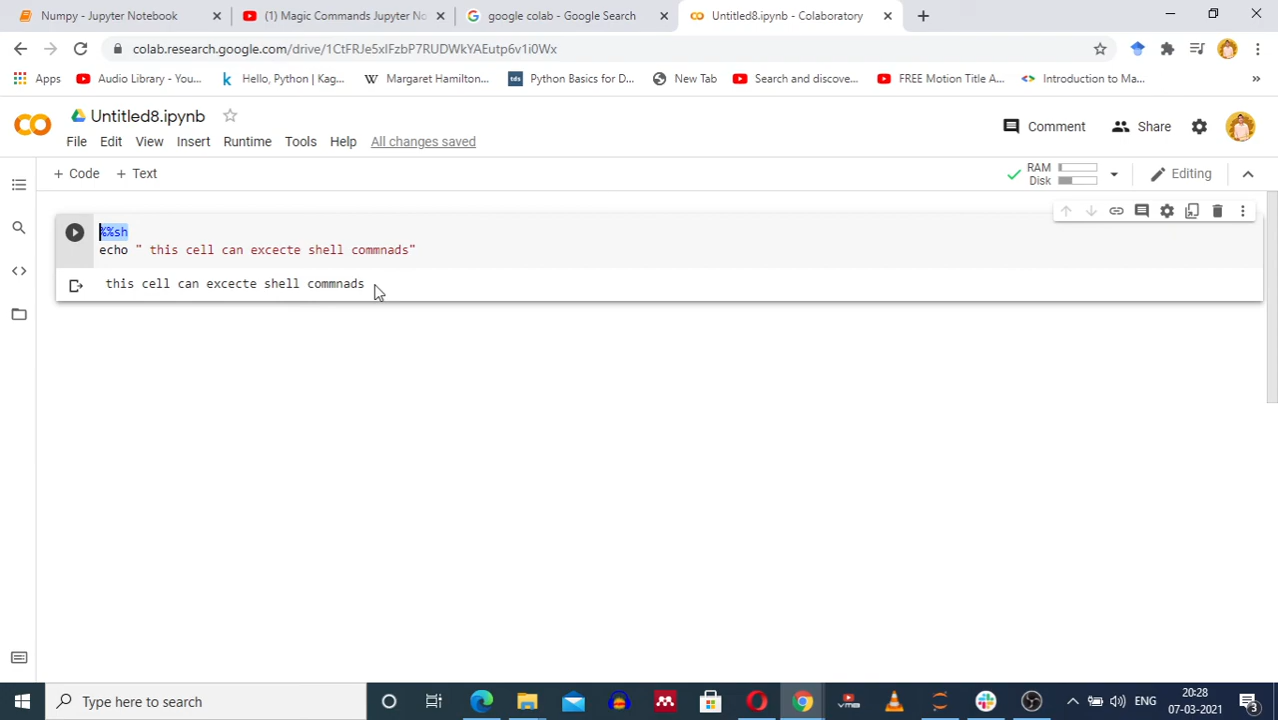 Numpy - Jupyter Notebook
(1) Magic Commands Jupyter No
google colab - Google Search
Untitled8.ipynb - Colaboratory
colab.research.google.com/drive/1CtFRJe5xlFzbP7RUDWkYAEutp6v1i0Wx
Apps
Audio Library - You...
Hello, Python | Kag...
Margaret Hamilton...
tds
Python Basics for D...
New Tab
Search and discove...
FREE Motion Title A...
Introduction to Ma...
»
Untitled8.ipynb
Comment
Share
File Edit View Insert Runtime Tools Help All changes saved
+ Code + Text
RAM
Disk
Editing
%%sh
echo " this cell can excecte shell commnads"
this cell can excecte shell commnads
Type here to search
ENG
20:28
07-03-2021
3